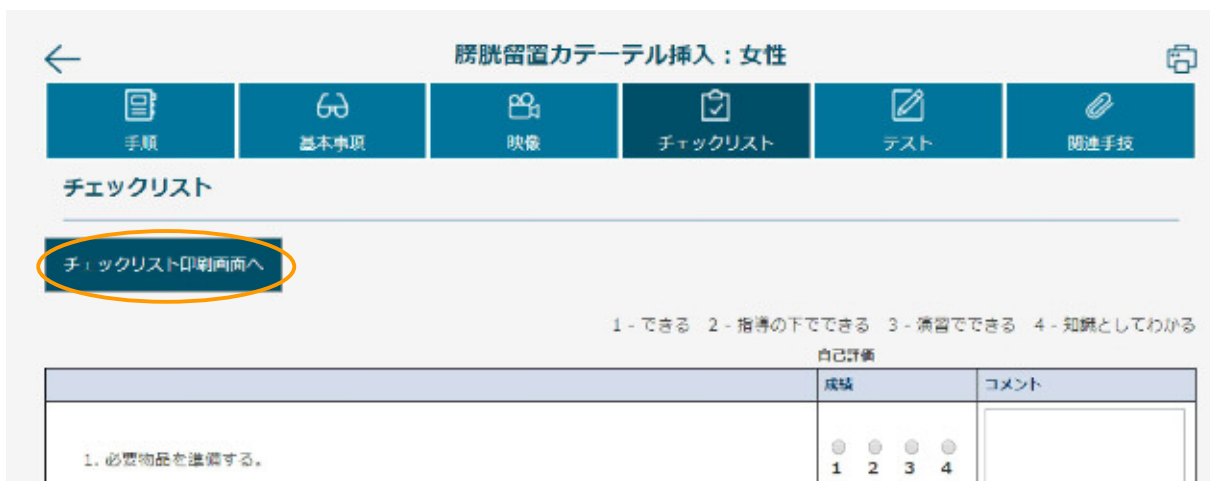 膀胱留置カテーテル挿入：女性
手順 基本事項 映像 チェックリスト テスト 関連手技
チェックリスト
チェックリスト印刷画面へ
1 - できる 2 - 指導の下でできる 3 - 演習でできる 4 - 知識としてわかる
自己評価
成績 コメント
1. 必要物品を準備する。
1 2 3 4